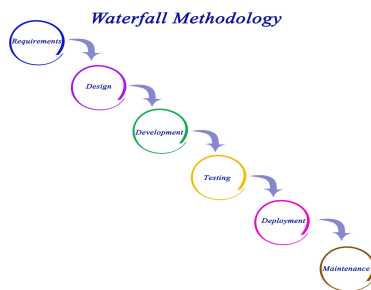 Waterfall Methodology
Requirements
Design
Development
Testing
Deployment
Maintenance